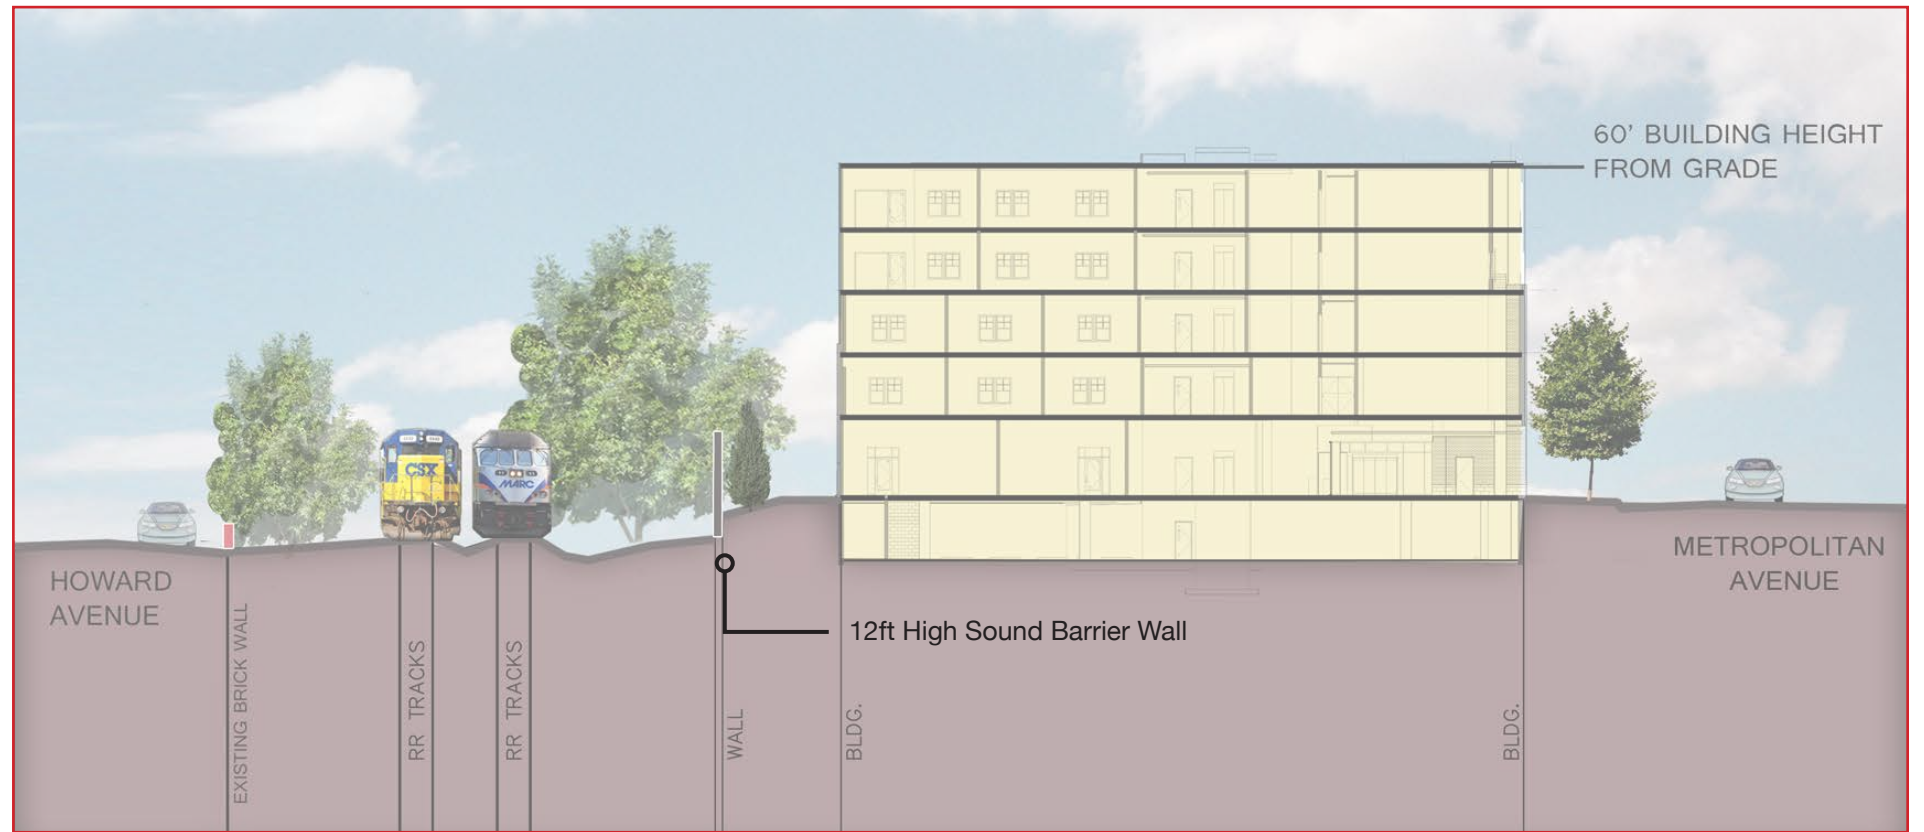 60' BUILDING HEIGHT
FROM GRADE
CSX
MARC
HOWARD
AVENUE
METROPOLITAN
AVENUE
12ft High Sound Barrier Wall
EXISTING BRICK WALL
RR TRACKS
RR TRACKS
WALL
BLDG.
BLDG.